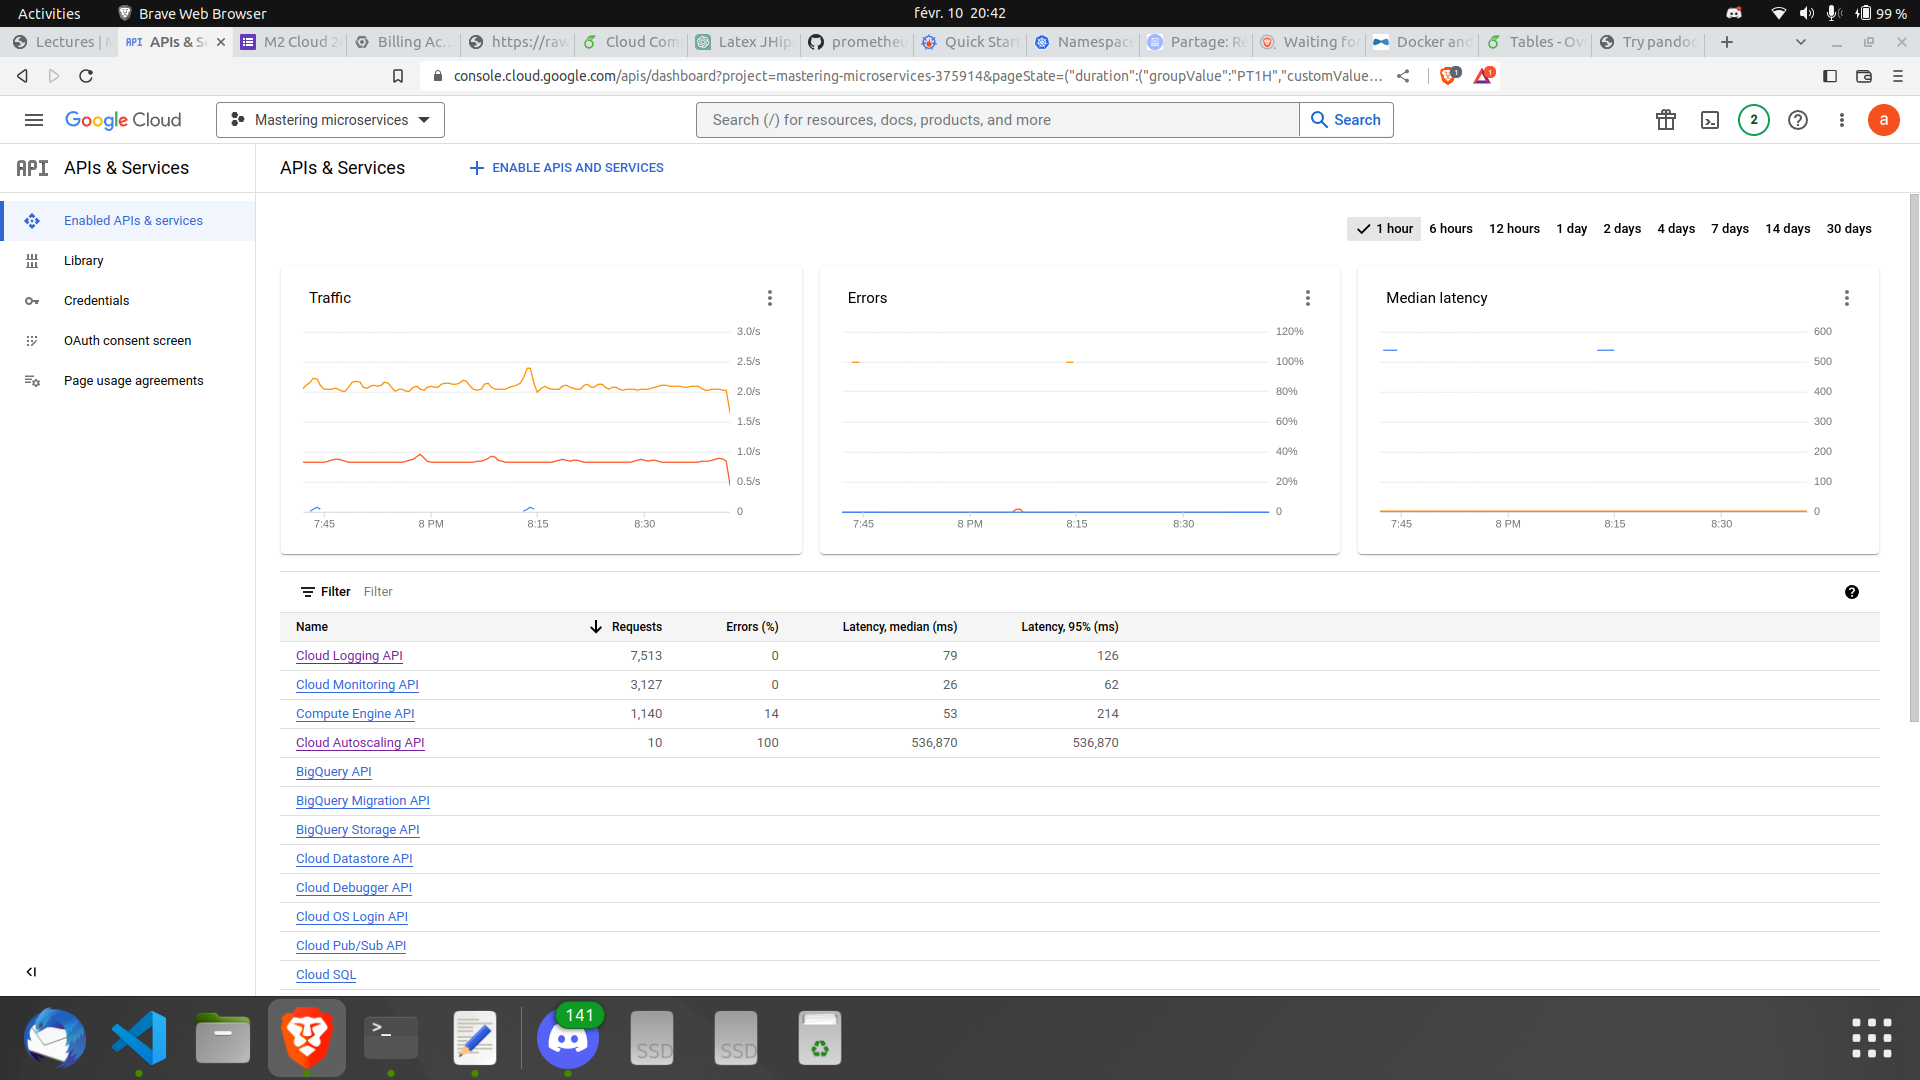 Activities
Brave Web Browser
févr. 10 20:42
99 %
Lectures |
API APIs & S
M2 Cloud 2
Billing Ac
https://raw
Cloud Com
Latex JHip
prometheu
Quick Start
Namespac
Partage: R
Waiting fo
Docker and
Tables - Ov
Try pandoc
console.cloud.google.com/apis/dashboard?project=mastering-microservices-375914&pageState=("duration":("groupValue":"PT1H","customValue...
1
1
Google Cloud
Mastering microservices
Search (/) for resources, docs, products, and more
Search
2
a
API APIs & Services
APIs & Services
ENABLE APIS AND SERVICES
Enabled APIs & services
Library
Credentials
OAuth consent screen
Page usage agreements
1 hour
6 hours
12 hours
1 day
2 days
4 days
7 days
14 days
30 days
Traffic
3.0/s
2.5/s
2.0/s
1.5/s
1.0/s
0.5/s
0
7:45
8 PM
8:15
8:30
Errors
120%
100%
80%
60%
40%
20%
0
7:45
8 PM
8:15
8:30
Median latency
600
500
400
300
200
100
0
7:45
8 PM
8:15
8:30
Filter Filter
Name Requests Errors (%) Latency, median (ms) Latency, 95% (ms)
Cloud Logging API 7,513 0 79 126
Cloud Monitoring API 3,127 0 26 62
Compute Engine API 1,140 14 53 214
Cloud Autoscaling API 10 100 536,870 536,870
BigQuery API
BigQuery Migration API
BigQuery Storage API
Cloud Datastore API
Cloud Debugger API
Cloud OS Login API
Cloud Pub/Sub API
Cloud SQL
141
SSD
SSD